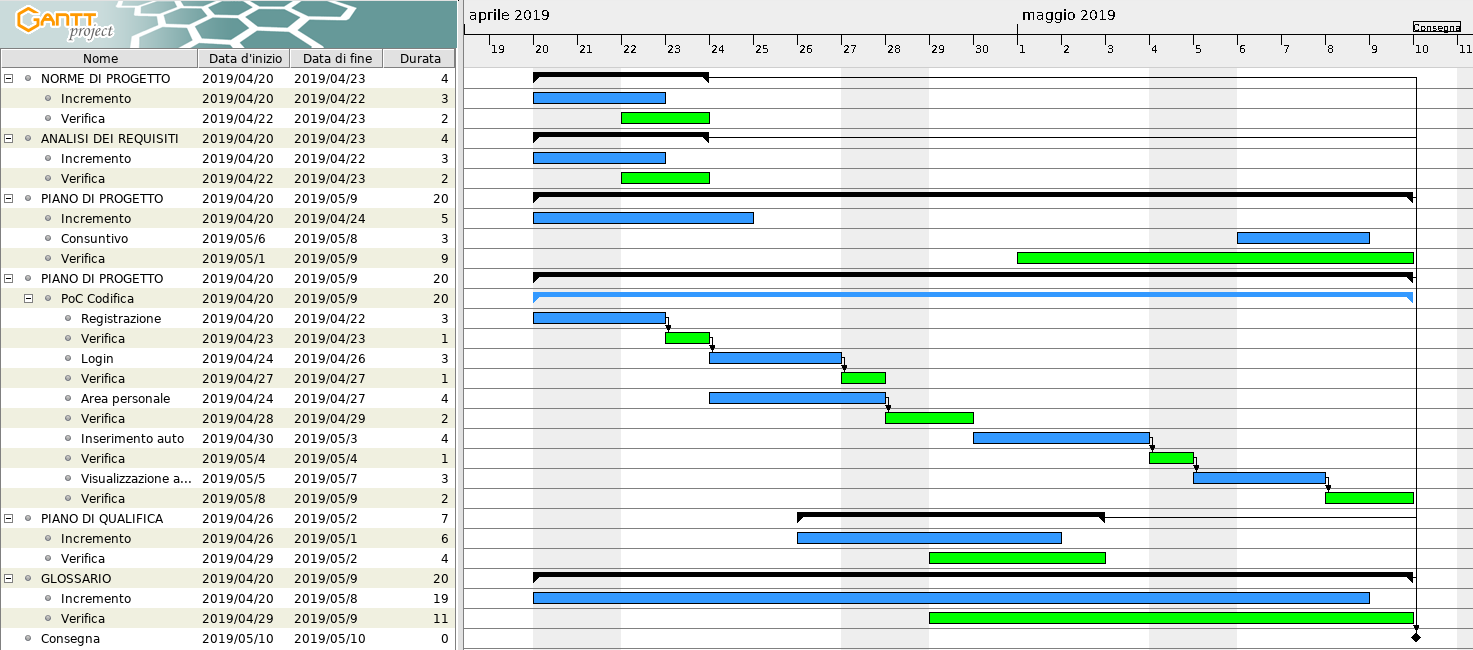 GANTT
project
aprile 2019
maggio 2019
Consegna
19 20 21 22 23 24 25 26 27 28 29 30 1 2 3 4 5 6 7 8 9 10 11
Nome Data d'inizio Data di fine Durata
NORME DI PROGETTO 2019/04/20 2019/04/23 4
Incremento 2019/04/20 2019/04/22 3
Verifica 2019/04/22 2019/04/23 2
ANALISI DEI REQUISITI 2019/04/20 2019/04/23 4
Incremento 2019/04/20 2019/04/22 3
Verifica 2019/04/22 2019/04/23 2
PIANO DI PROGETTO 2019/04/20 2019/05/9 20
Incremento 2019/04/20 2019/04/24 5
Consuntivo 2019/05/6 2019/05/8 3
Verifica 2019/05/1 2019/05/9 9
PIANO DI PROGETTO 2019/04/20 2019/05/9 20
PoC Codifica 2019/04/20 2019/05/9 20
Registrazione 2019/04/20 2019/04/22 3
Verifica 2019/04/23 2019/04/23 1
Login 2019/04/24 2019/04/26 3
Verifica 2019/04/27 2019/04/27 1
Area personale 2019/04/24 2019/04/27 4
Verifica 2019/04/28 2019/04/29 2
Inserimento auto 2019/04/30 2019/05/3 4
Verifica 2019/05/4 2019/05/4 1
Visualizzazione a... 2019/05/5 2019/05/7 3
Verifica 2019/05/8 2019/05/9 2
PIANO DI QUALIFICA 2019/04/26 2019/05/2 7
Incremento 2019/04/26 2019/05/1 6
Verifica 2019/04/29 2019/05/2 4
GLOSSARIO 2019/04/20 2019/05/9 20
Incremento 2019/04/20 2019/05/8 19
Verifica 2019/04/29 2019/05/9 11
Consegna 2019/05/10 2019/05/10 0